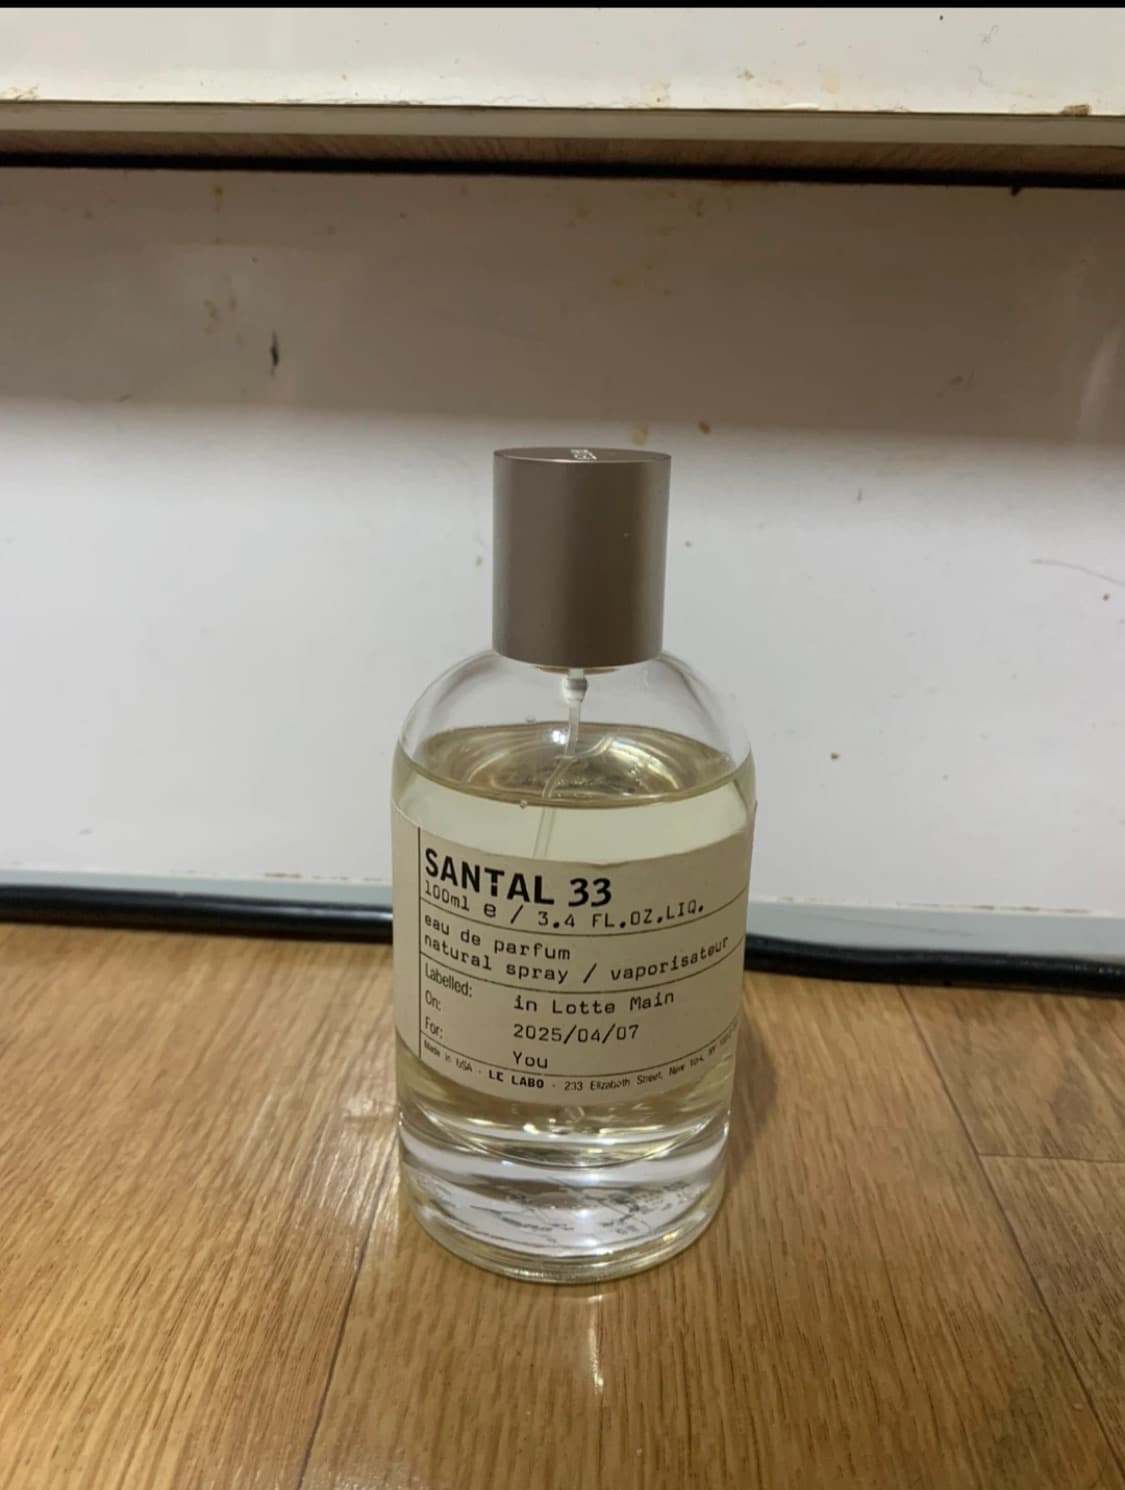 SANTAL 33
100ml e / 3.4 FL.OZ.LIQ.
eau de parfum
natural spray / vaporisateur
Labelled: in Lotte Main
On: 2025/04/07
For: You
Made in USA - LE LABO - 233 Elizabeth Street, New York, NY